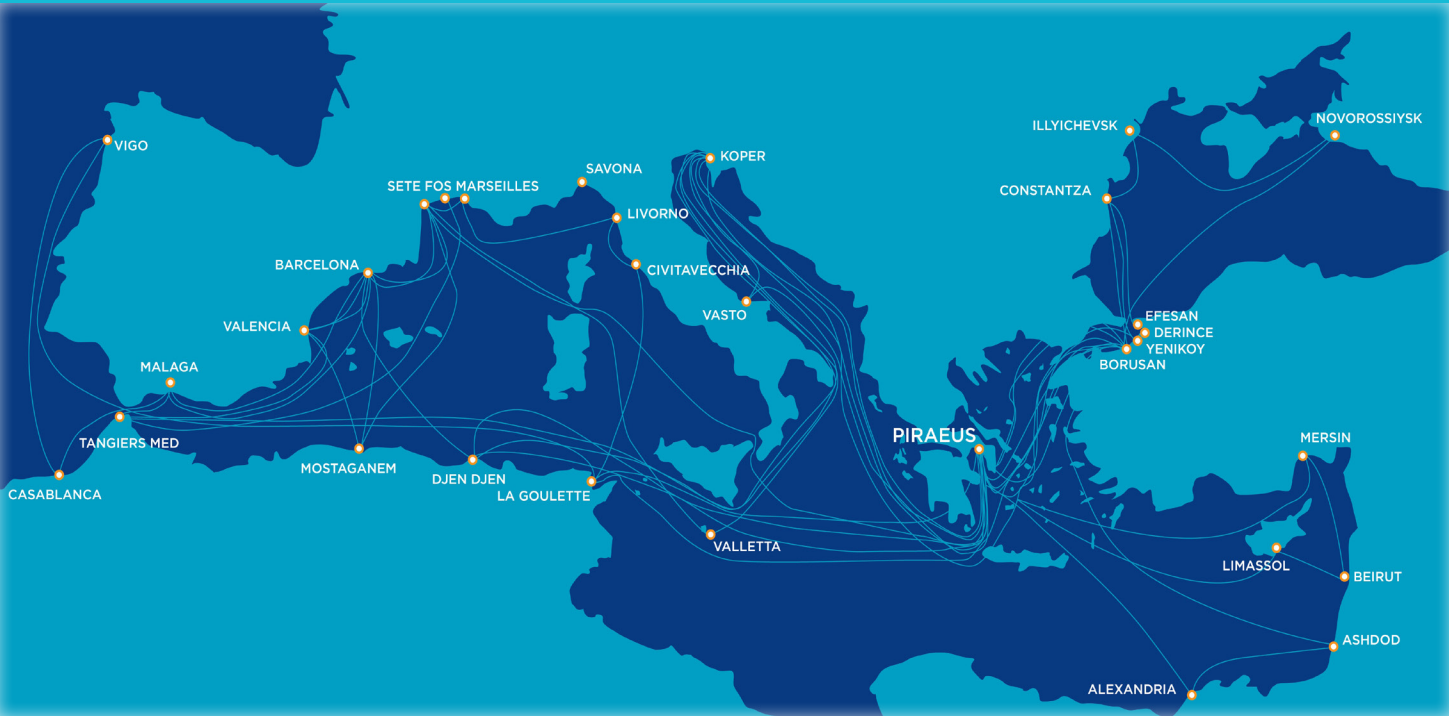 ILLYICHEVSK
NOVOROSSIYSK
VIGO
KOPER
SAVONA
SETE FOS MARSEILLES
CONSTANTZA
LIVORNO
BARCELONA
CIVITAVECCHIA
VASTO
EFESAN
VALENCIA
DERINCE
YENIKOY
BORUSAN
MALAGA
PIRAEUS
TANGIERS MED
MERSIN
MOSTAGANEM
DJEN DJEN
CASABLANCA
LA GOULETTE
VALLETTA
LIMASSOL
BEIRUT
ASHDOD
ALEXANDRIA